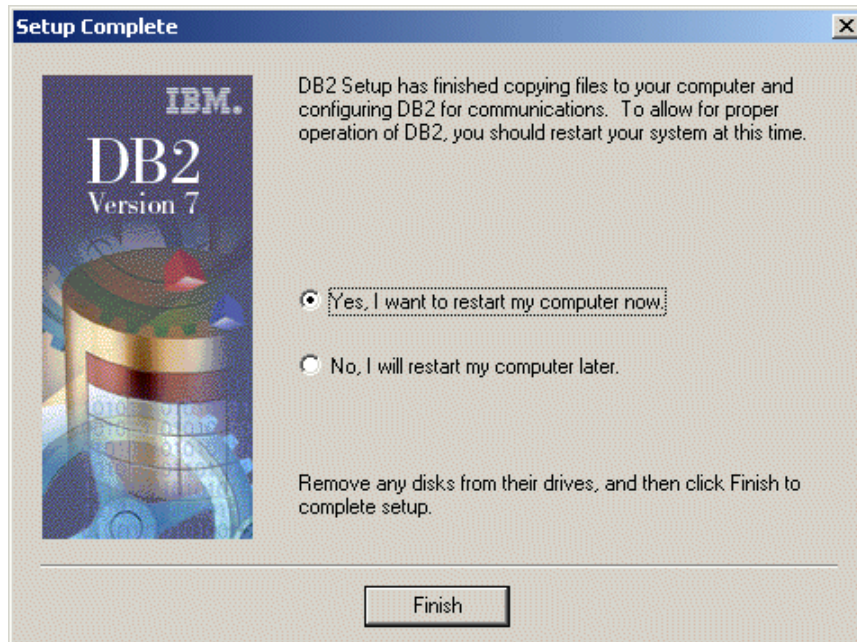 Setup Complete
IBM.
DB2
Version 7
DB2 Setup has finished copying files to your computer and
configuring DB2 for communications.  To allow for proper
operation of DB2, you should restart your system at this time.
Yes, I want to restart my computer now.
No, I will restart my computer later.
Remove any disks from their drives, and then click Finish to
complete setup.
Finish